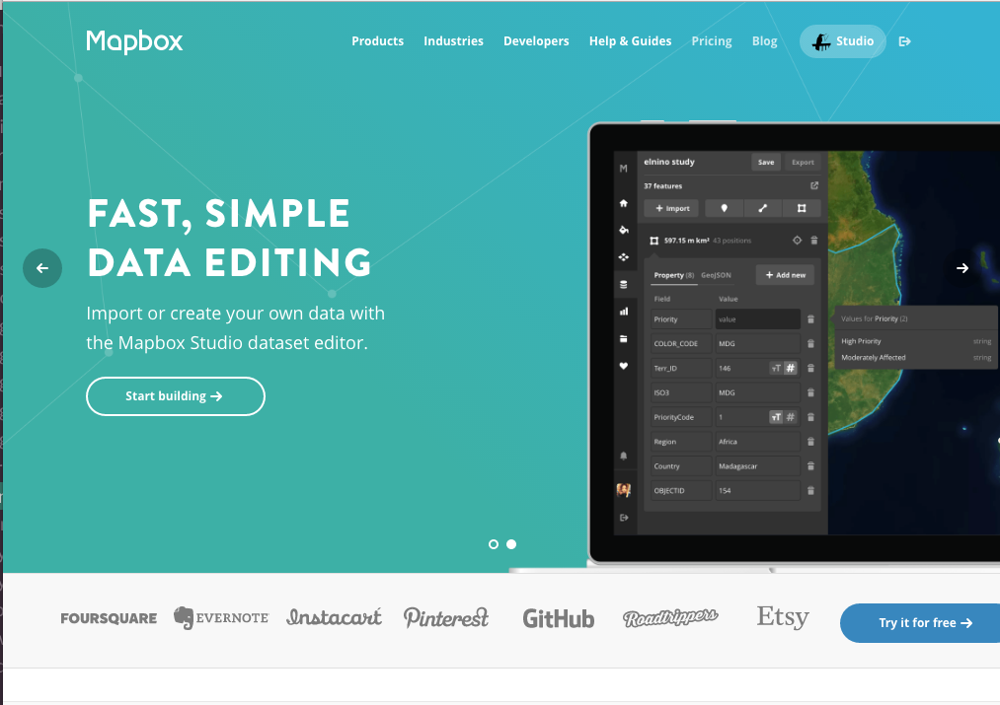 Mapbox
Products Industries Developers Help & Guides Pricing Blog Studio
FAST, SIMPLE
DATA EDITING
Import or create your own data with
the Mapbox Studio dataset editor.
Start building
M
elnino study Save Export
37 features
+ Import
597.15 m km² 43 positions
Property (8) GeoJSON + Add new
Field Value
Priority value
COLOR_CODE MDG
Terr_ID 146 TT #
ISO3 MDG
PriorityCode 1 TT #
Region Africa
Country Madagascar
OBJECTID 154
Values for Priority (2)
High Priority string
Moderately Affected string
FOURSQUARE EVERNOTE Instacart Pinterest GitHub Roadtrippers Etsy
Try it for free